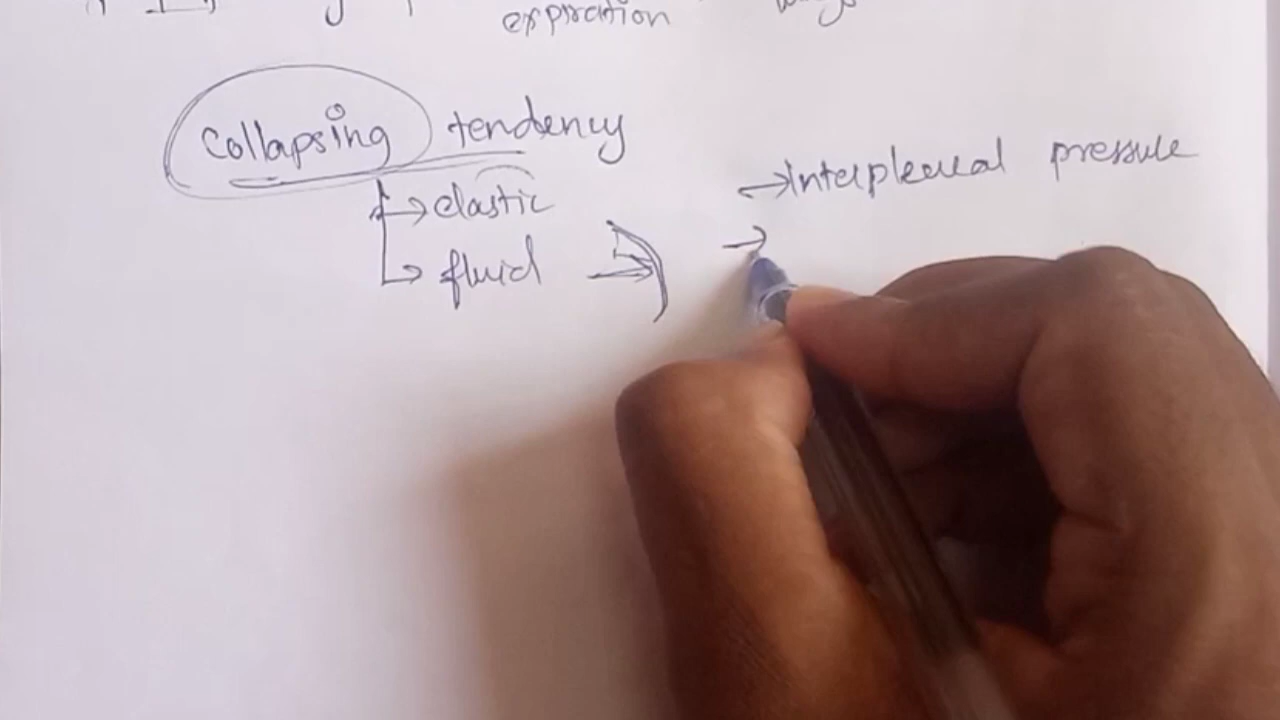 expiration
Collapsing tendency
→ Interpleural pressure
→ elastic
→ fluid →
→